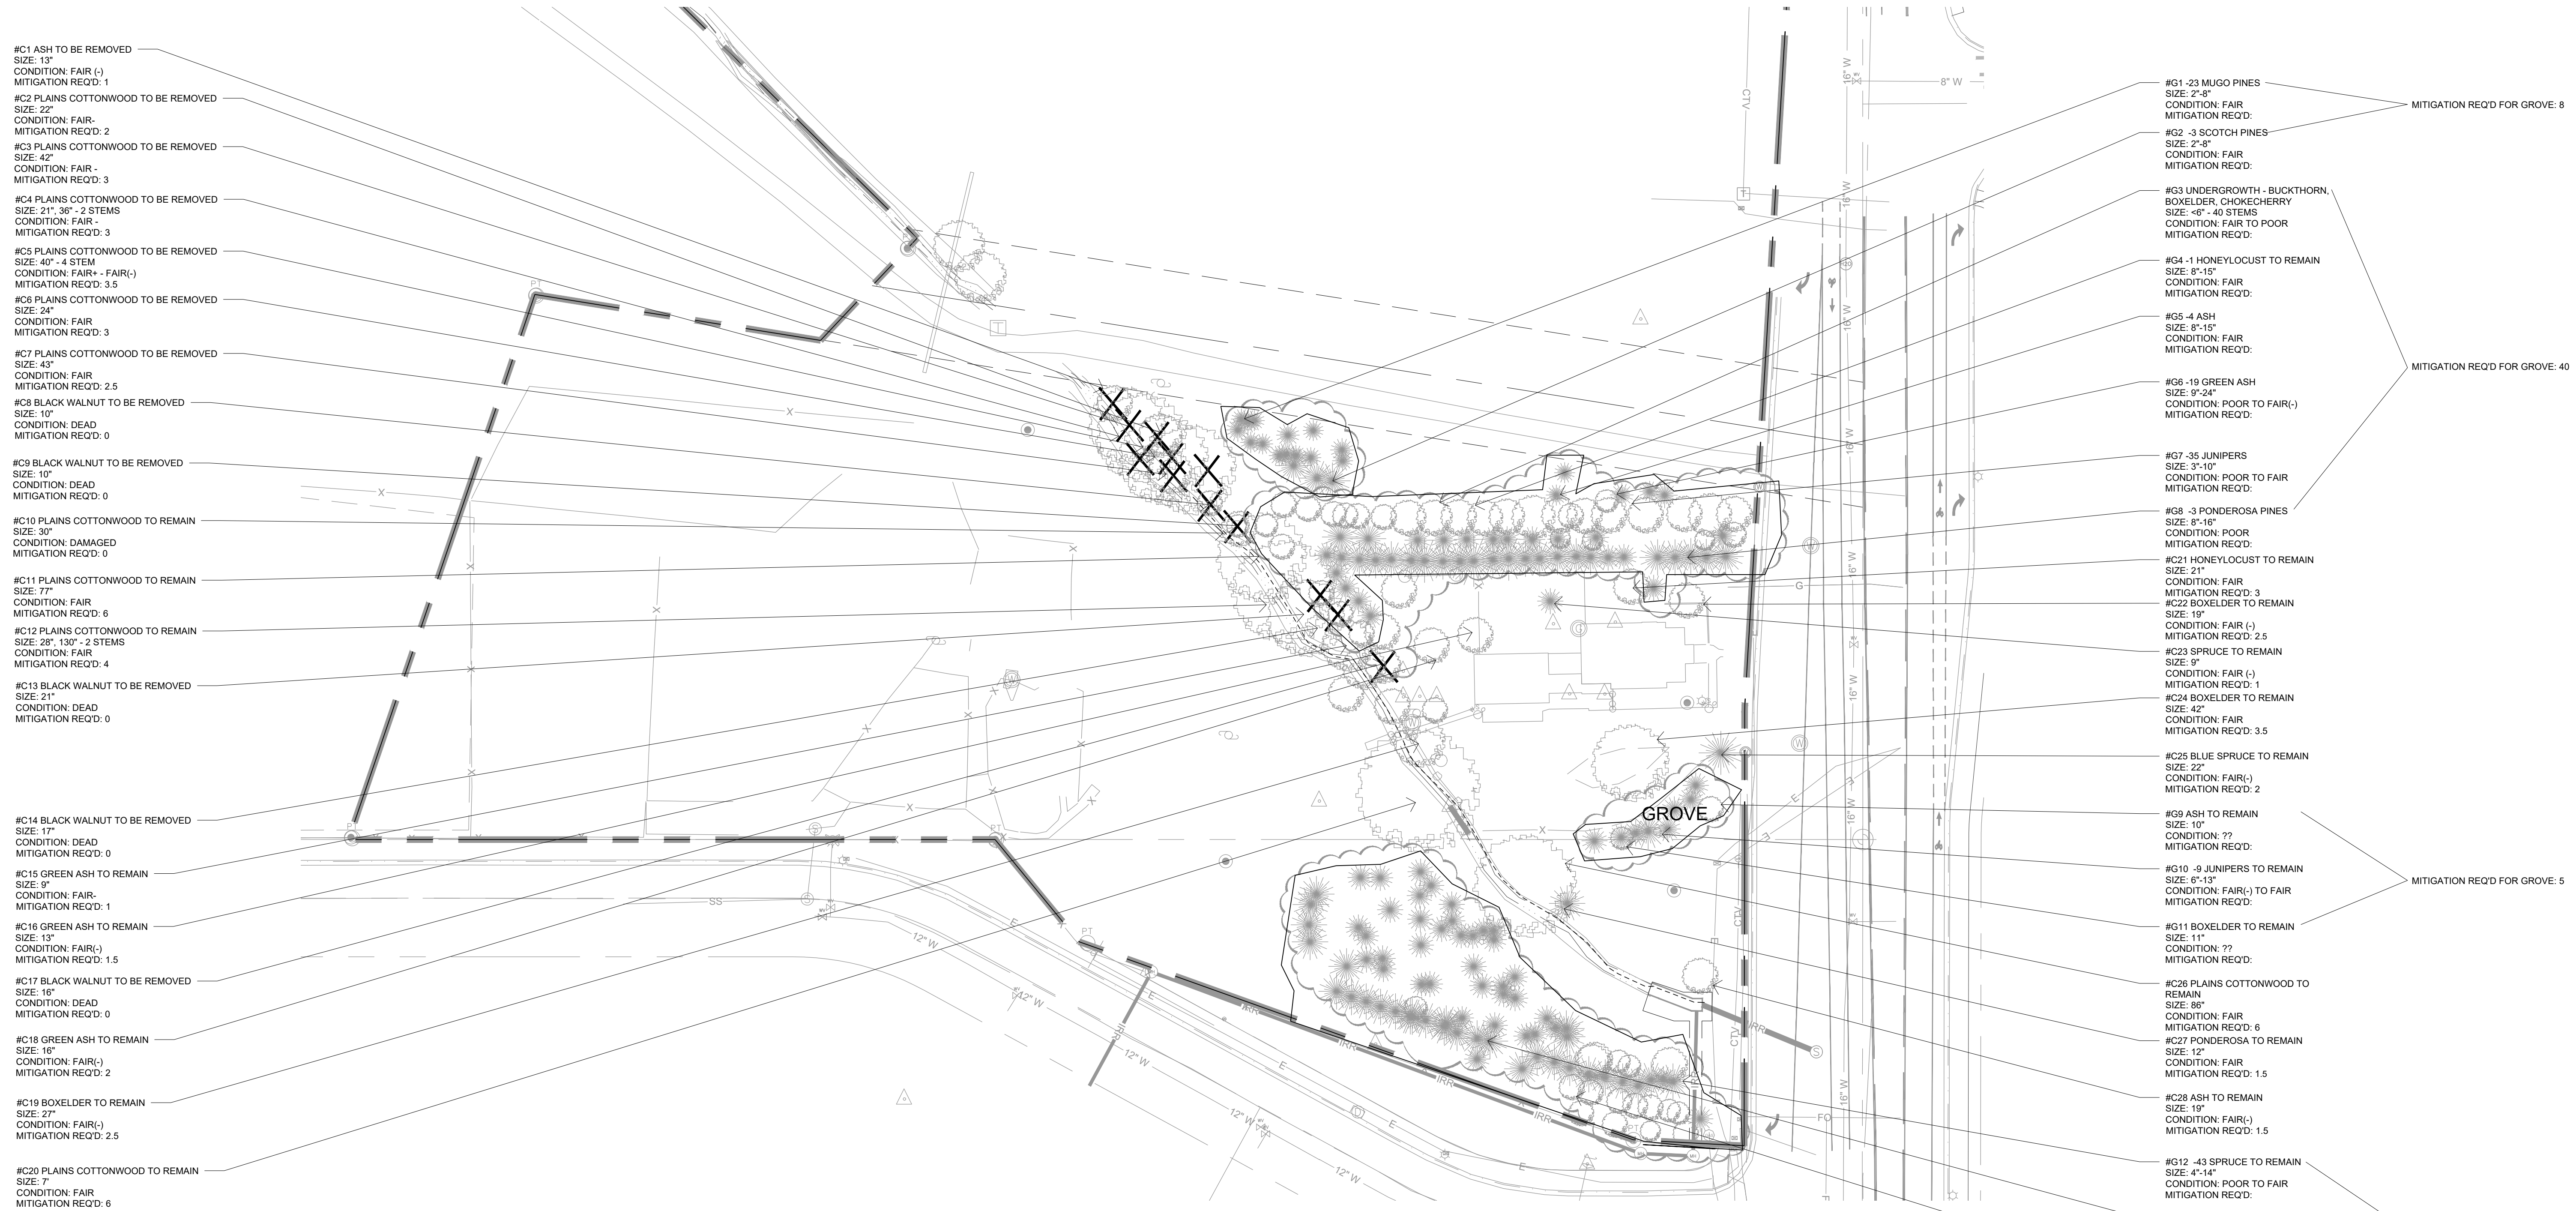 #C1 ASH TO BE REMOVED
SIZE: 13"
CONDITION: FAIR (-)
MITIGATION REQ'D: 1
#C2 PLAINS COTTONWOOD TO BE REMOVED
SIZE: 22"
CONDITION: FAIR-
MITIGATION REQ'D: 2
#C3 PLAINS COTTONWOOD TO BE REMOVED
SIZE: 42"
CONDITION: FAIR -
MITIGATION REQ'D: 3
#C4 PLAINS COTTONWOOD TO BE REMOVED
SIZE: 21", 36" - 2 STEMS
CONDITION: FAIR -
MITIGATION REQ'D: 3
#C5 PLAINS COTTONWOOD TO BE REMOVED
SIZE: 40" - 4 STEM
CONDITION: FAIR+ - FAIR(-)
MITIGATION REQ'D: 3.5
#C6 PLAINS COTTONWOOD TO BE REMOVED
SIZE: 24"
CONDITION: FAIR
MITIGATION REQ'D: 3
#C7 PLAINS COTTONWOOD TO BE REMOVED
SIZE: 43"
CONDITION: FAIR
MITIGATION REQ'D: 2.5
#C8 BLACK WALNUT TO BE REMOVED
SIZE: 10"
CONDITION: DEAD
MITIGATION REQ'D: 0
#C9 BLACK WALNUT TO BE REMOVED
SIZE: 10"
CONDITION: DEAD
MITIGATION REQ'D: 0
#C10 PLAINS COTTONWOOD TO REMAIN
SIZE: 30"
CONDITION: DAMAGED
MITIGATION REQ'D: 0
#C11 PLAINS COTTONWOOD TO REMAIN
SIZE: 77"
CONDITION: FAIR
MITIGATION REQ'D: 6
#C12 PLAINS COTTONWOOD TO REMAIN
SIZE: 28", 130" - 2 STEMS
CONDITION: FAIR
MITIGATION REQ'D: 4
#C13 BLACK WALNUT TO BE REMOVED
SIZE: 21"
CONDITION: DEAD
MITIGATION REQ'D: 0
#C14 BLACK WALNUT TO BE REMOVED
SIZE: 17"
CONDITION: DEAD
MITIGATION REQ'D: 0
#C15 GREEN ASH TO REMAIN
SIZE: 9"
CONDITION: FAIR-
MITIGATION REQ'D: 1
#C16 GREEN ASH TO REMAIN
SIZE: 13"
CONDITION: FAIR(-)
MITIGATION REQ'D: 1.5
#C17 BLACK WALNUT TO BE REMOVED
SIZE: 16"
CONDITION: DEAD
MITIGATION REQ'D: 0
#C18 GREEN ASH TO REMAIN
SIZE: 16"
CONDITION: FAIR(-)
MITIGATION REQ'D: 2
#C19 BOXELDER TO REMAIN
SIZE: 27"
CONDITION: FAIR(-)
MITIGATION REQ'D: 2.5
#C20 PLAINS COTTONWOOD TO REMAIN
SIZE: 7'
CONDITION: FAIR
MITIGATION REQ'D: 6
PT
PT
PT
PT
PT
SS
CTV
CTV
CTV
8" W
16" W
16" W
16" W
16" W
16" W
16" W
16" W
16" W
16" W
12" W
12" W
12" W
12" W
12" W
IRR
IRR
IRR
IRR
IRR
IRR
FO
GROVE
#G1 -23 MUGO PINES
SIZE: 2"-8"
CONDITION: FAIR
MITIGATION REQ'D:
#G2 -3 SCOTCH PINES
SIZE: 2"-8"
CONDITION: FAIR
MITIGATION REQ'D:
MITIGATION REQ'D FOR GROVE: 8
#G3 UNDERGROWTH - BUCKTHORN,
BOXELDER, CHOKECHERRY
SIZE: <6" - 40 STEMS
CONDITION: FAIR TO POOR
MITIGATION REQ'D:
#G4 -1 HONEYLOCUST TO REMAIN
SIZE: 8"-15"
CONDITION: FAIR
MITIGATION REQ'D:
#G5 -4 ASH
SIZE: 8"-15"
CONDITION: FAIR
MITIGATION REQ'D:
#G6 -19 GREEN ASH
SIZE: 9"-24"
CONDITION: POOR TO FAIR(-)
MITIGATION REQ'D:
MITIGATION REQ'D FOR GROVE: 40
#G7 -35 JUNIPERS
SIZE: 3"-10"
CONDITION: POOR TO FAIR
MITIGATION REQ'D:
#G8 -3 PONDEROSA PINES
SIZE: 8"-16"
CONDITION: POOR
MITIGATION REQ'D:
#C21 HONEYLOCUST TO REMAIN
SIZE: 21"
CONDITION: FAIR
MITIGATION REQ'D: 3
#C22 BOXELDER TO REMAIN
SIZE: 19"
CONDITION: FAIR (-)
MITIGATION REQ'D: 2.5
#C23 SPRUCE TO REMAIN
SIZE: 9"
CONDITION: FAIR (-)
MITIGATION REQ'D: 1
#C24 BOXELDER TO REMAIN
SIZE: 42"
CONDITION: FAIR
MITIGATION REQ'D: 3.5
#C25 BLUE SPRUCE TO REMAIN
SIZE: 22"
CONDITION: FAIR(-)
MITIGATION REQ'D: 2
#G9 ASH TO REMAIN
SIZE: 10"
CONDITION: ??
MITIGATION REQ'D:
#G10 -9 JUNIPERS TO REMAIN
SIZE: 6"-13"
CONDITION: FAIR(-) TO FAIR
MITIGATION REQ'D:
MITIGATION REQ'D FOR GROVE: 5
#G11 BOXELDER TO REMAIN
SIZE: 11"
CONDITION: ??
MITIGATION REQ'D:
#C26 PLAINS COTTONWOOD TO
REMAIN
SIZE: 86"
CONDITION: FAIR
MITIGATION REQ'D: 6
#C27 PONDEROSA TO REMAIN
SIZE: 12"
CONDITION: FAIR
MITIGATION REQ'D: 1.5
#C28 ASH TO REMAIN
SIZE: 19"
CONDITION: FAIR(-)
MITIGATION REQ'D: 1.5
#G12 -43 SPRUCE TO REMAIN
SIZE: 4"-14"
CONDITION: POOR TO FAIR
MITIGATION REQ'D: